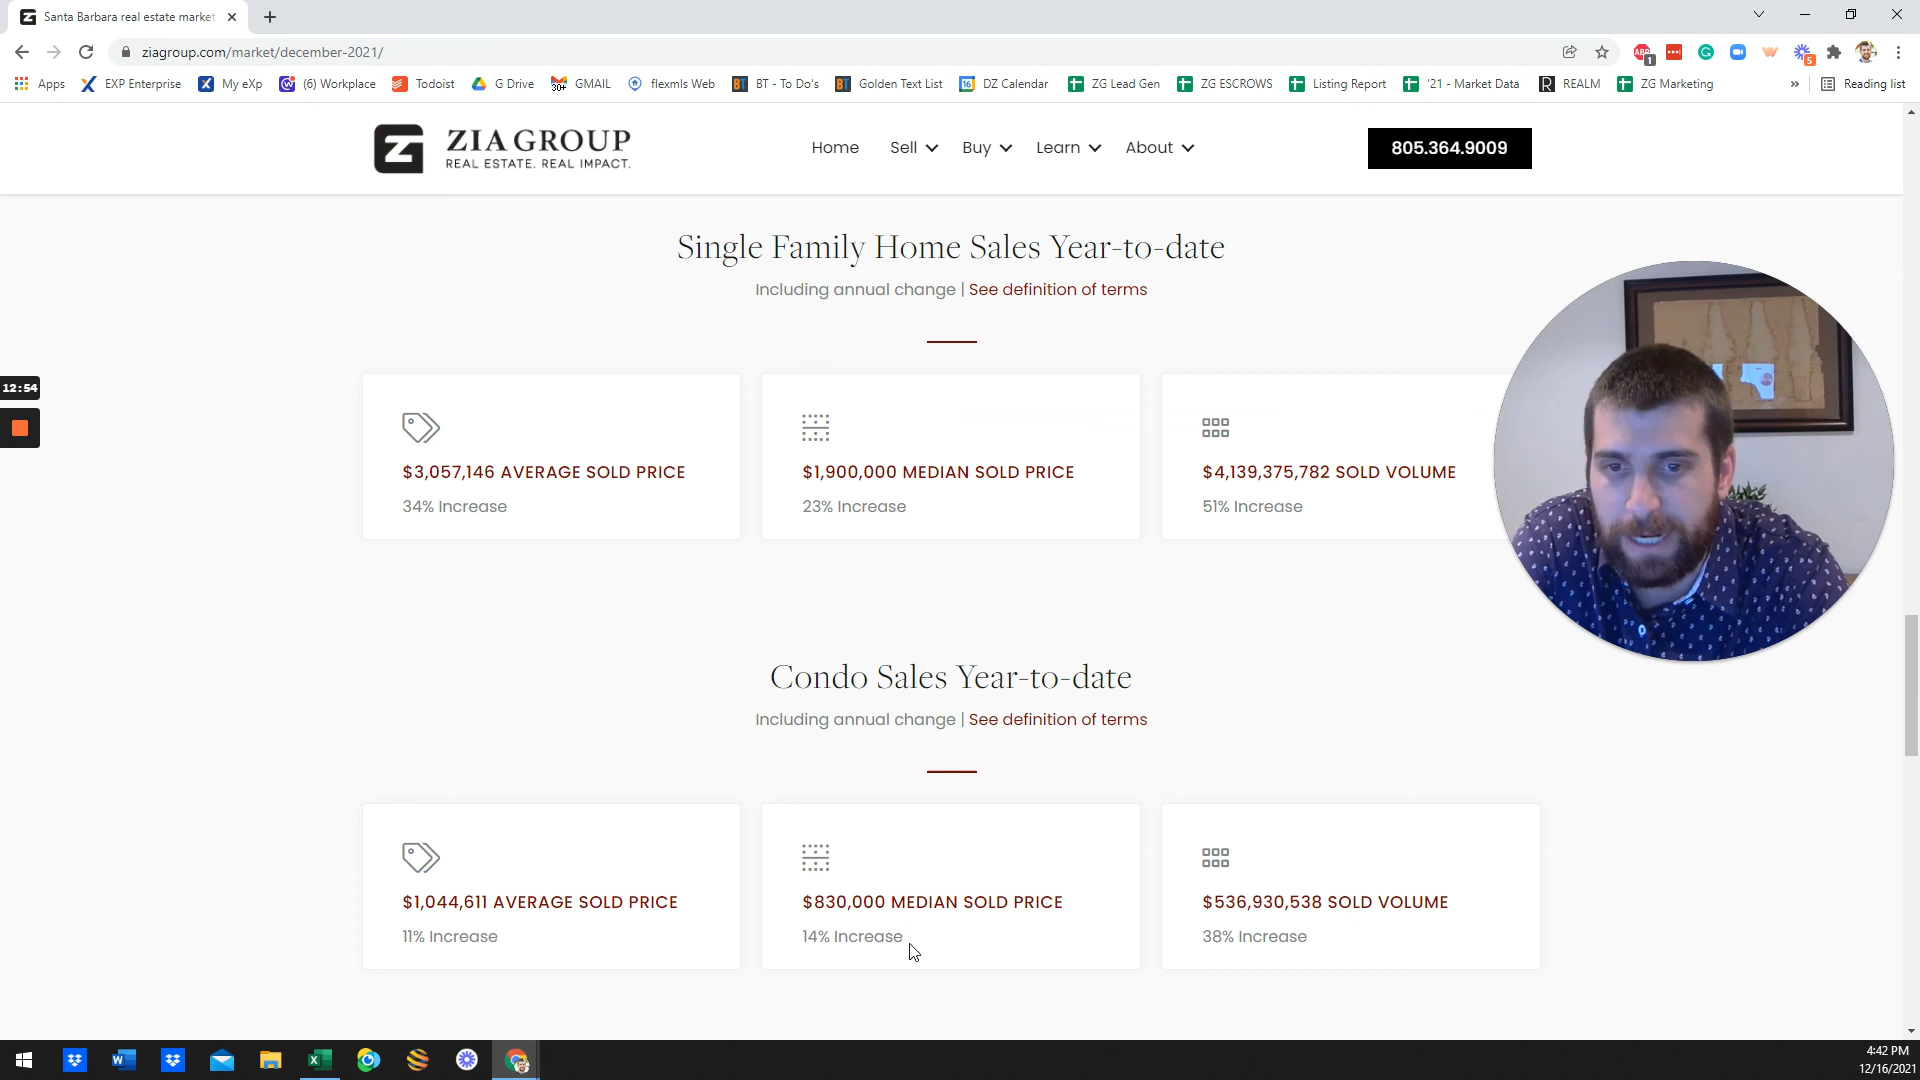 Santa Barbara real estate market
ziagroup.com/market/december-2021/
ABP
1
5
Apps
EXP Enterprise
My eXp
(6) Workplace
Todoist
G Drive
30+
GMAIL
flexmls Web
BT
BT - To Do's
BT
Golden Text List
16
DZ Calendar
ZG Lead Gen
ZG ESCROWS
Listing Report
'21 - Market Data
REALM
ZG Marketing
»
Reading list
ZIA GROUP
REAL ESTATE. REAL IMPACT.
Home
Sell
Buy
Learn
About
805.364.9009
Single Family Home Sales Year-to-date
Including annual change | See definition of terms
12:54
$3,057,146 AVERAGE SOLD PRICE
34% Increase
$1,900,000 MEDIAN SOLD PRICE
23% Increase
$4,139,375,782 SOLD VOLUME
51% Increase
Condo Sales Year-to-date
Including annual change | See definition of terms
$1,044,611 AVERAGE SOLD PRICE
11% Increase
$830,000 MEDIAN SOLD PRICE
14% Increase
$536,930,538 SOLD VOLUME
38% Increase
4:42 PM
12/16/2021